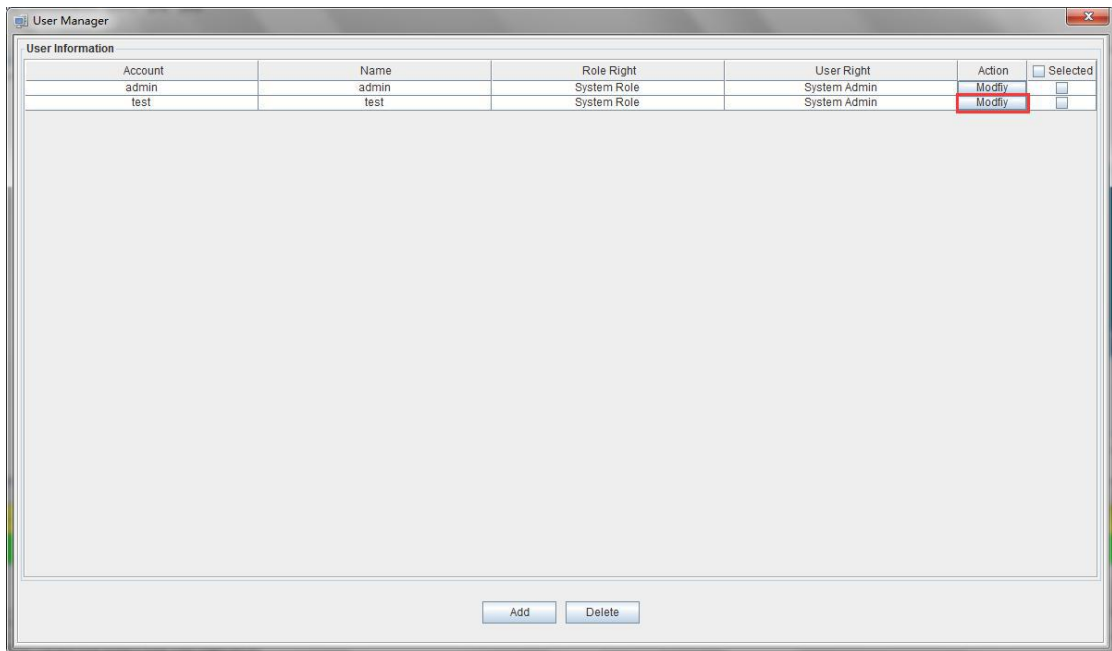 User Manager
User Information
Account Name Role Right User Right Action Selected
admin admin System Role System Admin Modfiy
test test System Role System Admin Modfiy
Add Delete